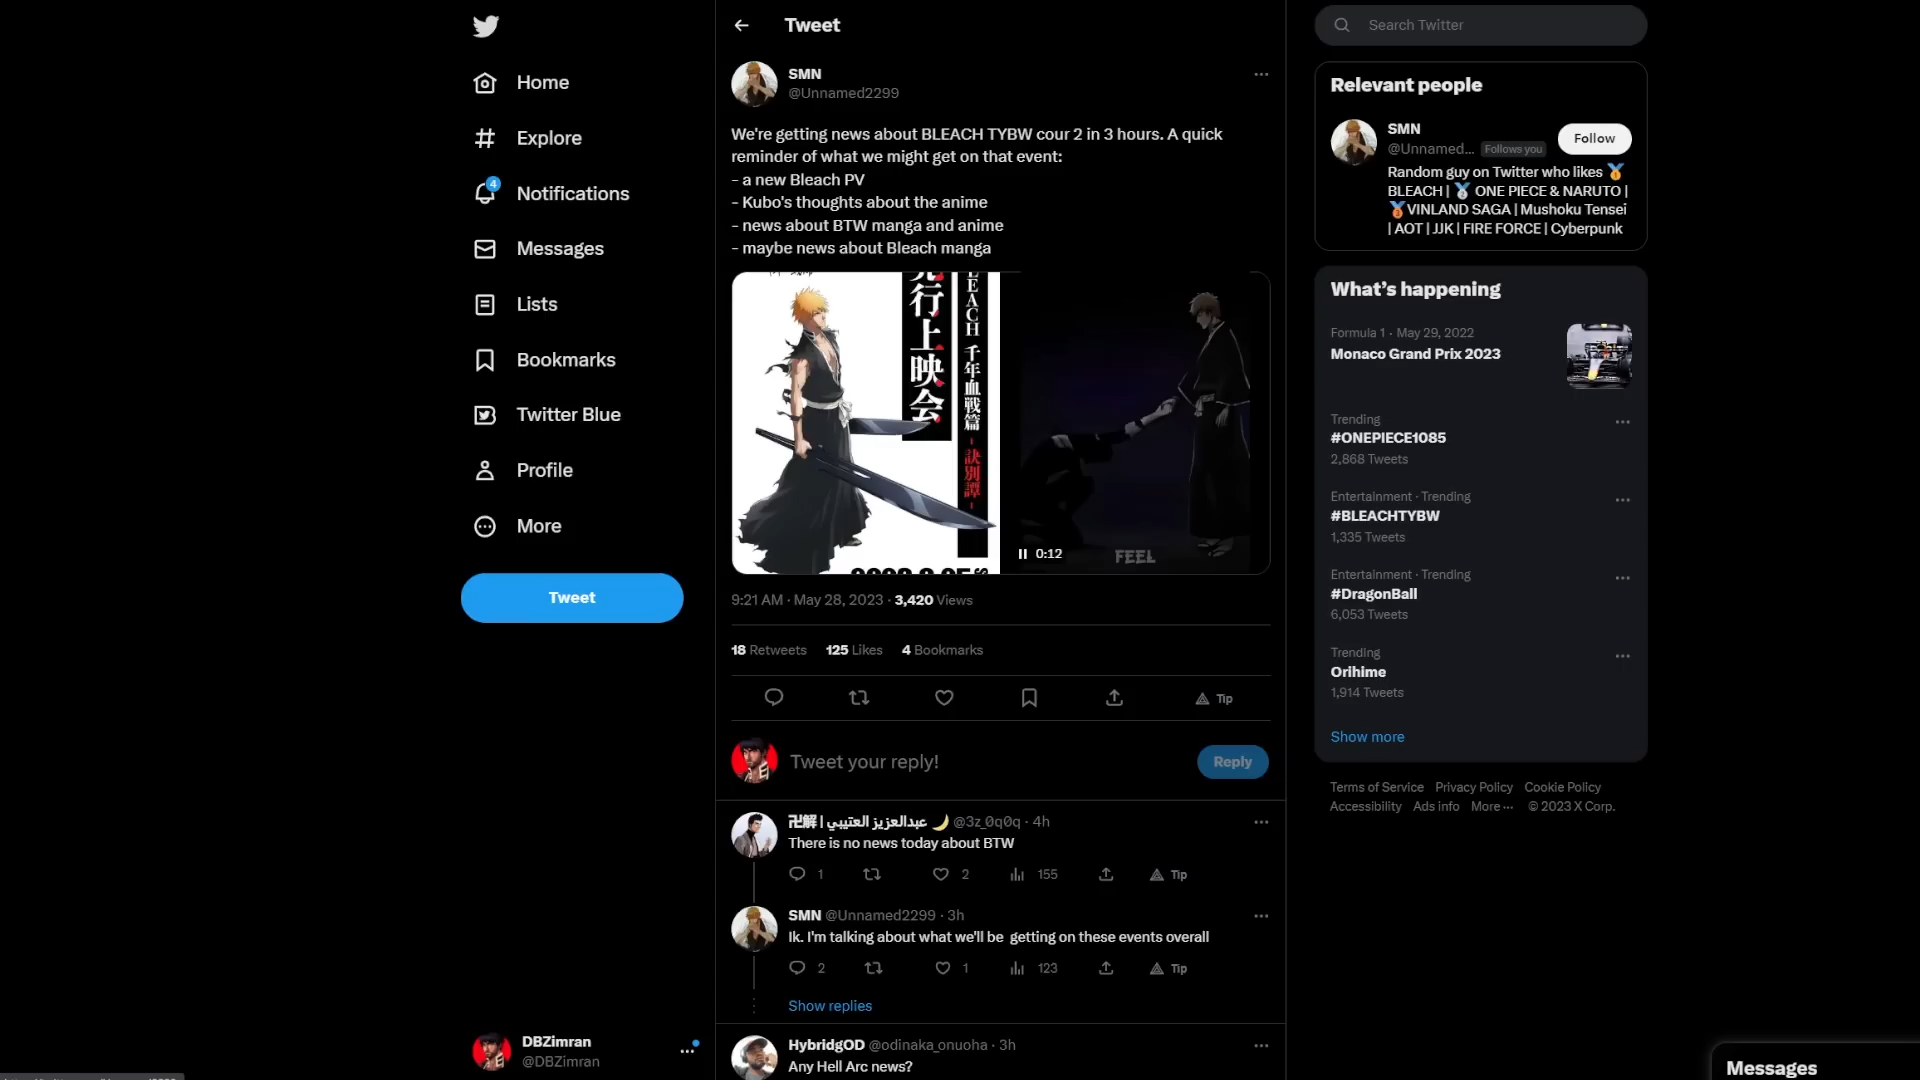 Home
Explore
4
Notifications
Messages
Lists
Bookmarks
Twitter Blue
Profile
More
Tweet
DBZimran
@DBZimran
Tweet
SMN
@Unnamed2299
We're getting news about BLEACH TYBW cour 2 in 3 hours. A quick
reminder of what we might get on that event:
- a new Bleach PV
- Kubo's thoughts about the anime
- news about BTW manga and anime
- maybe news about Bleach manga
行上映会
BLEACH 千年血戦篇
-訣別譚-
0:12
FEEL
9:21 AM · May 28, 2023 · 3,420 Views
18 Retweets 125 Likes 4 Bookmarks
Tip
Tweet your reply!
Reply
卍解 | عبدالعزيز العتيبي 🌙 @3z_0q0q · 4h
There is no news today about BTW
1 2 155 Tip
SMN @Unnamed2299 · 3h
Ik. I'm talking about what we'll be  getting on these events overall
2 1 123 Tip
Show replies
HybridgOD @odinaka_onuoha · 3h
Any Hell Arc news?
Search Twitter
Relevant people
SMN
@Unnamed... Follows you
Follow
Random guy on Twitter who likes 🥇
BLEACH | 🥈 ONE PIECE & NARUTO |
🥉VINLAND SAGA | Mushoku Tensei
| AOT | JJK | FIRE FORCE | Cyberpunk
What's happening
Formula 1 · May 29, 2022
Monaco Grand Prix 2023
Trending
#ONEPIECE1085
2,868 Tweets
Entertainment · Trending
#BLEACHTYBW
1,335 Tweets
Entertainment · Trending
#DragonBall
6,053 Tweets
Trending
Orihime
1,914 Tweets
Show more
Terms of Service Privacy Policy Cookie Policy
Accessibility Ads info More ··· © 2023 X Corp.
Messages